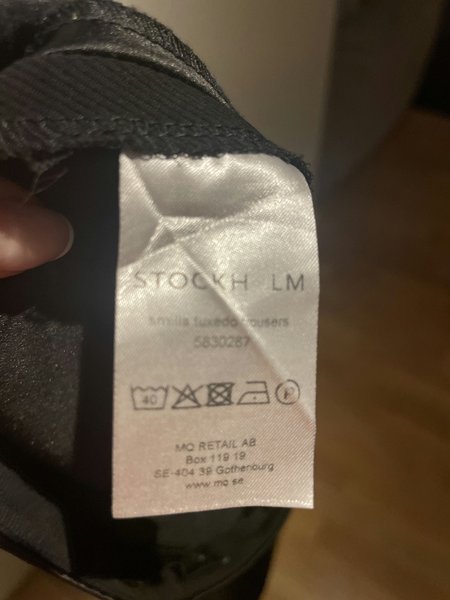 STOCKH LM
smilla tuxedo trousers
5830287
40 P
MQ RETAIL AB
Box 119 19
SE-404 39 Gothenburg
www.mq.se